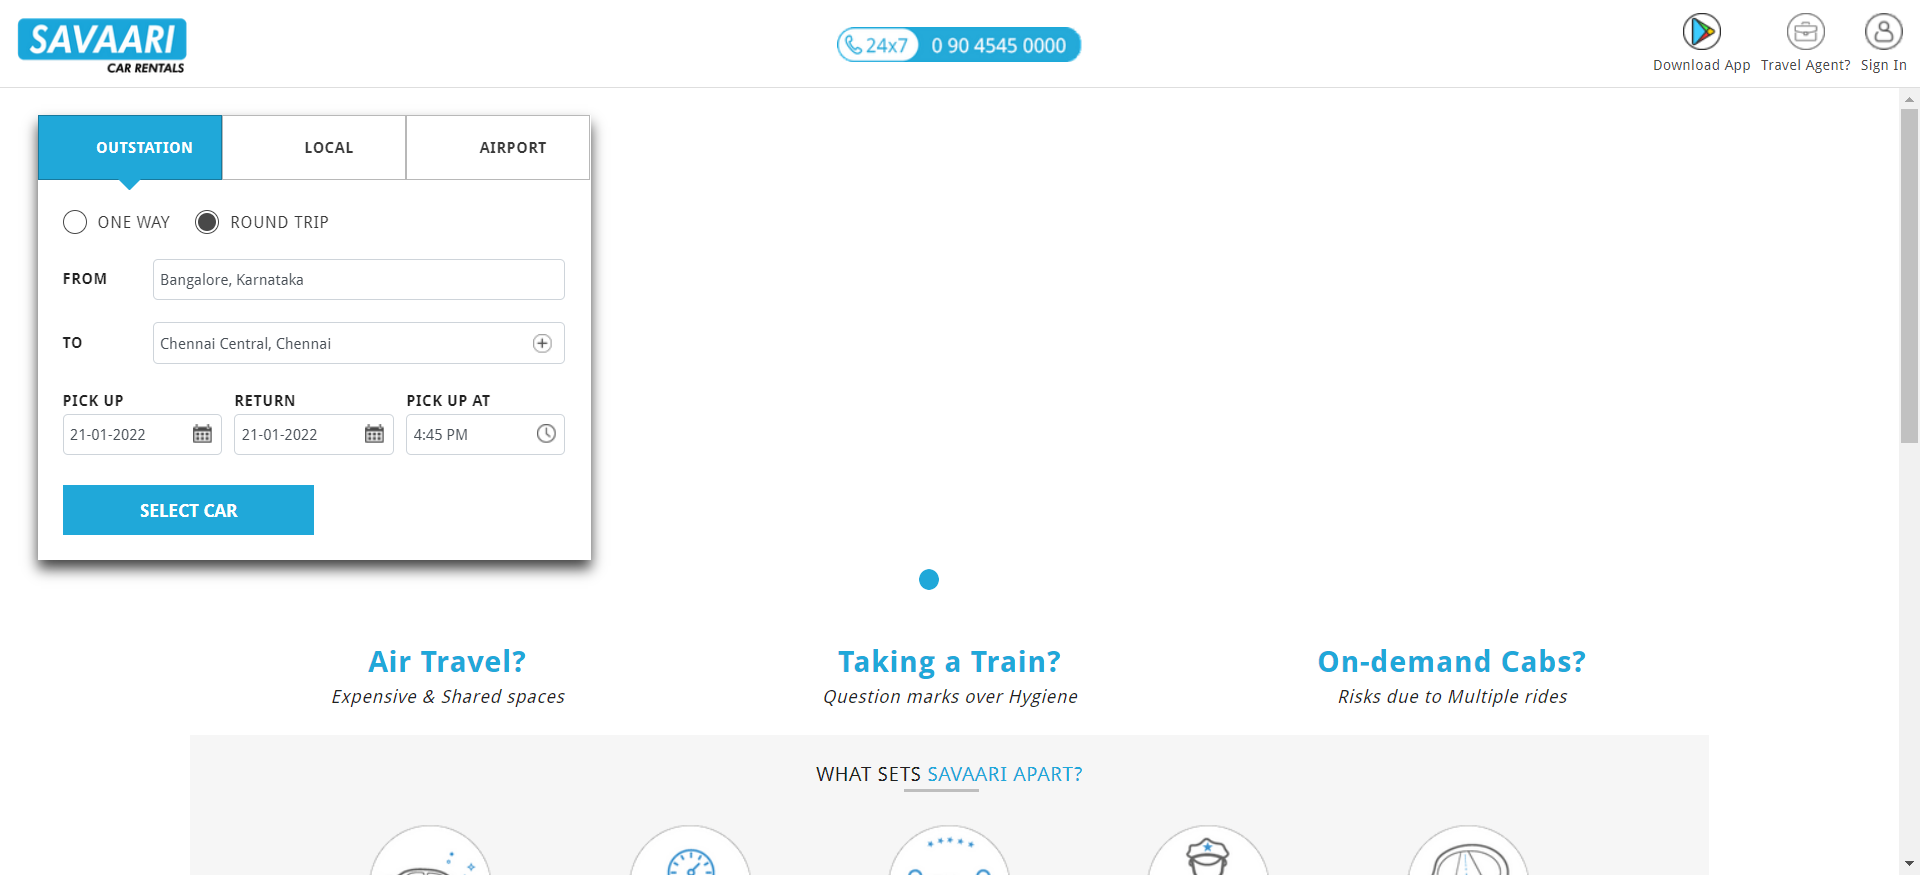 SAVAARI
CAR RENTALS
24x7 0 90 4545 0000
Download App Travel Agent? Sign In
OUTSTATION LOCAL AIRPORT
ONE WAY ROUND TRIP
FROM Bangalore, Karnataka
TO Chennai Central, Chennai
PICK UP RETURN PICK UP AT
21-01-2022 21-01-2022 4:45 PM
SELECT CAR
Air Travel? Taking a Train? On-demand Cabs?
Expensive & Shared spaces Question marks over Hygiene Risks due to Multiple rides
WHAT SETS SAVAARI APART?